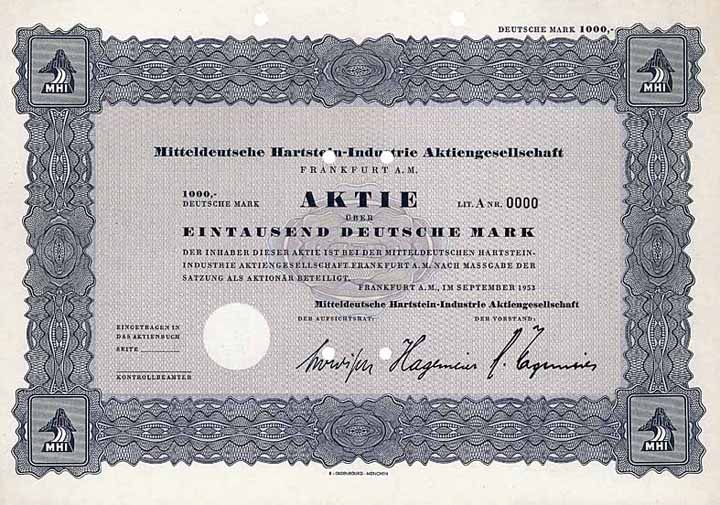 DEUTSCHE MARK 1000,-
MHI
MHI
Mitteldeutsche Hartstein-Industrie Aktiengesellschaft
FRANKFURT A.M.
1000,-
DEUTSCHE MARK
AKTIE
LIT. A NR. 0000
ÜBER
EINTAUSEND DEUTSCHE MARK
DER INHABER DIESER AKTIE IST BEI DER MITTELDEUTSCHEN HARTSTEIN-
INDUSTRIE AKTIENGESELLSCHAFT.FRANKFURT A.M. NACH MASSGABE DER
SATZUNG ALS AKTIONÄR BETEILIGT.
FRANKFURT A.M., IM SEPTEMBER 1953
Mitteldeutsche Hartstein-Industrie Aktiengesellschaft
DER AUFSICHTSRAT:
DER VORSTAND:
EINGETRAGEN IN
DAS AKTIENBUCH
SEITE
Hagemeier
KONTROLLBEAMTER
MHI
MHI
R · OLDENBOURG · MÜNCHEN